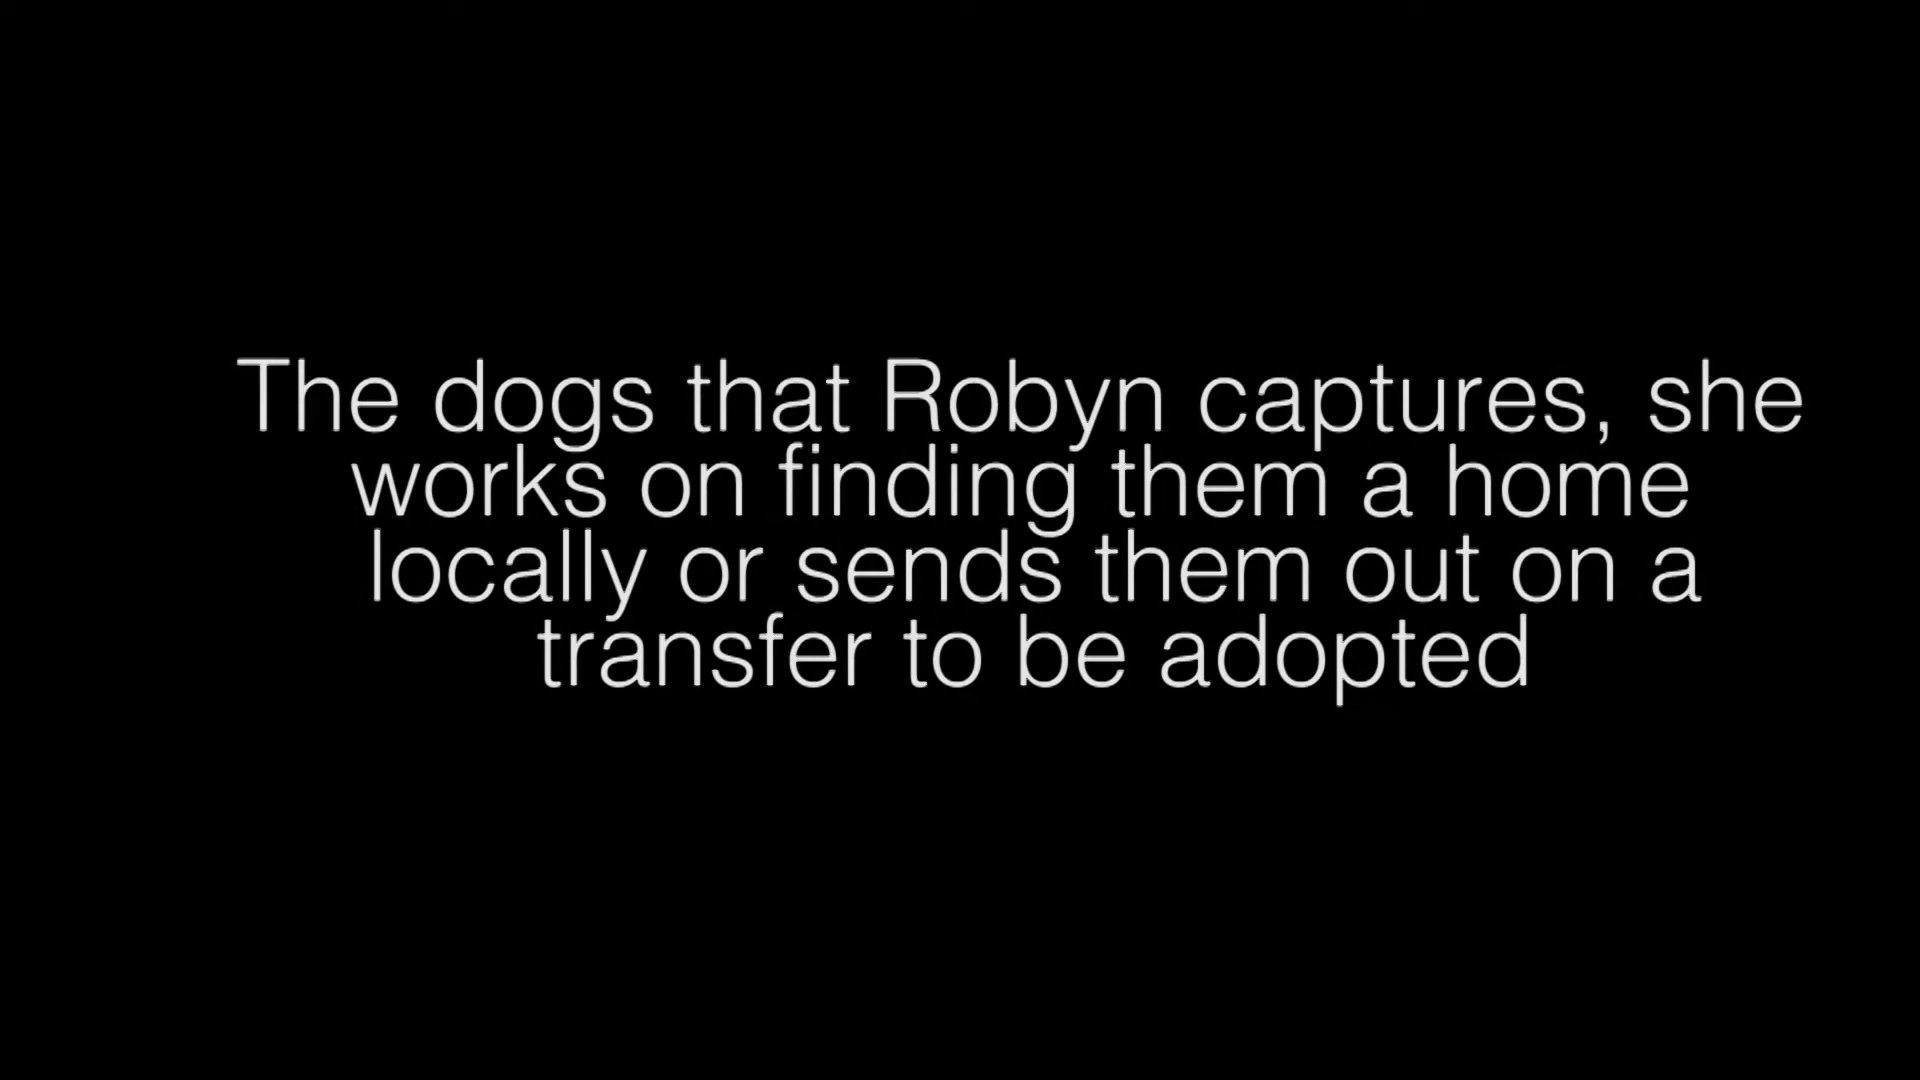 The dogs that Robyn captures, she
works on finding them a home
locally or sends them out on a
transfer to be adopted